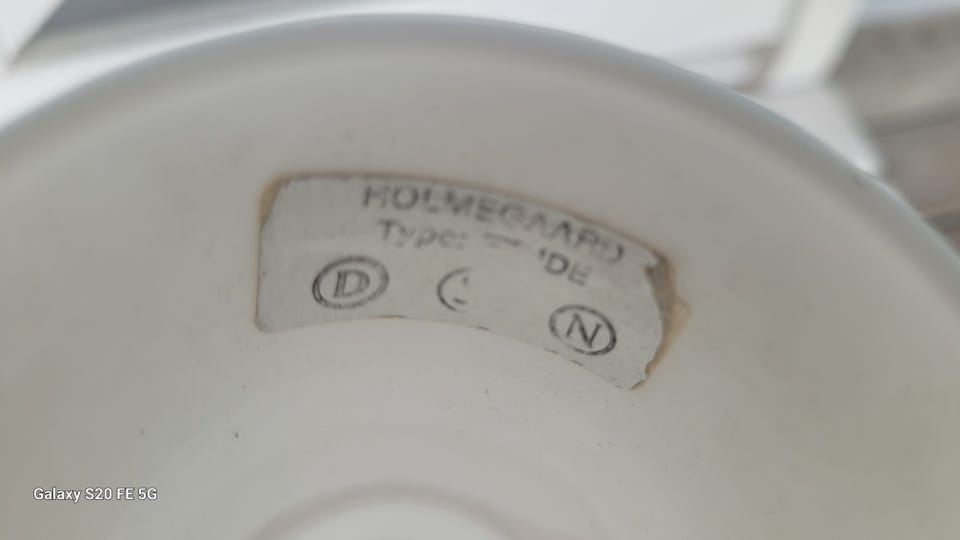 HOLMEGAARD
Type:
D N
Galaxy S20 FE 5G